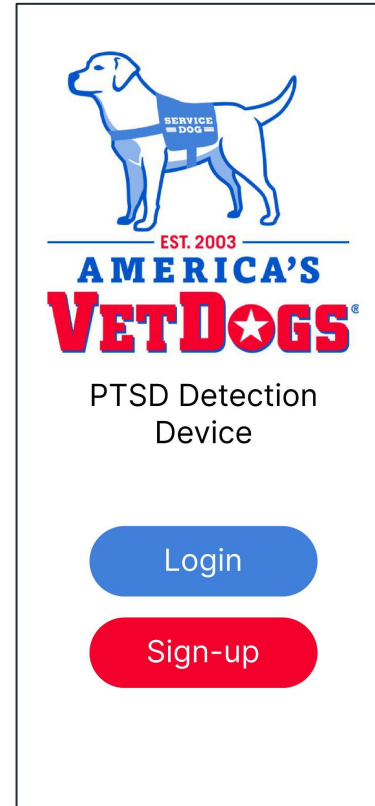 SERVICE
DOG
EST. 2003
AMERICA'S
VETDOGS®
PTSD Detection
Device
Login
Sign-up